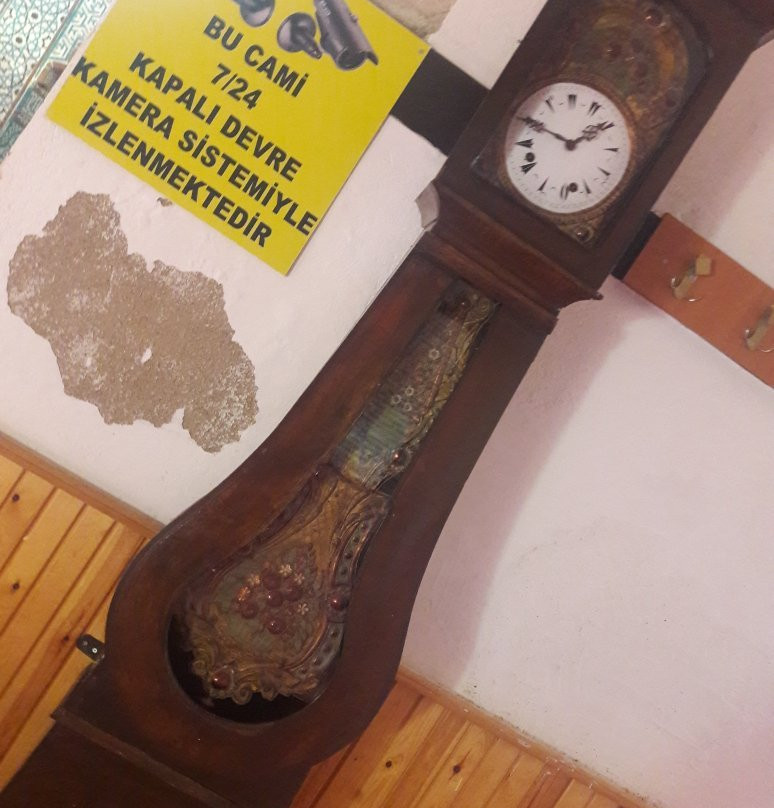 BU CAMİ
7/24
KAPALI DEVRE
KAMERA SİSTEMİYLE
İZLENMEKTEDİR